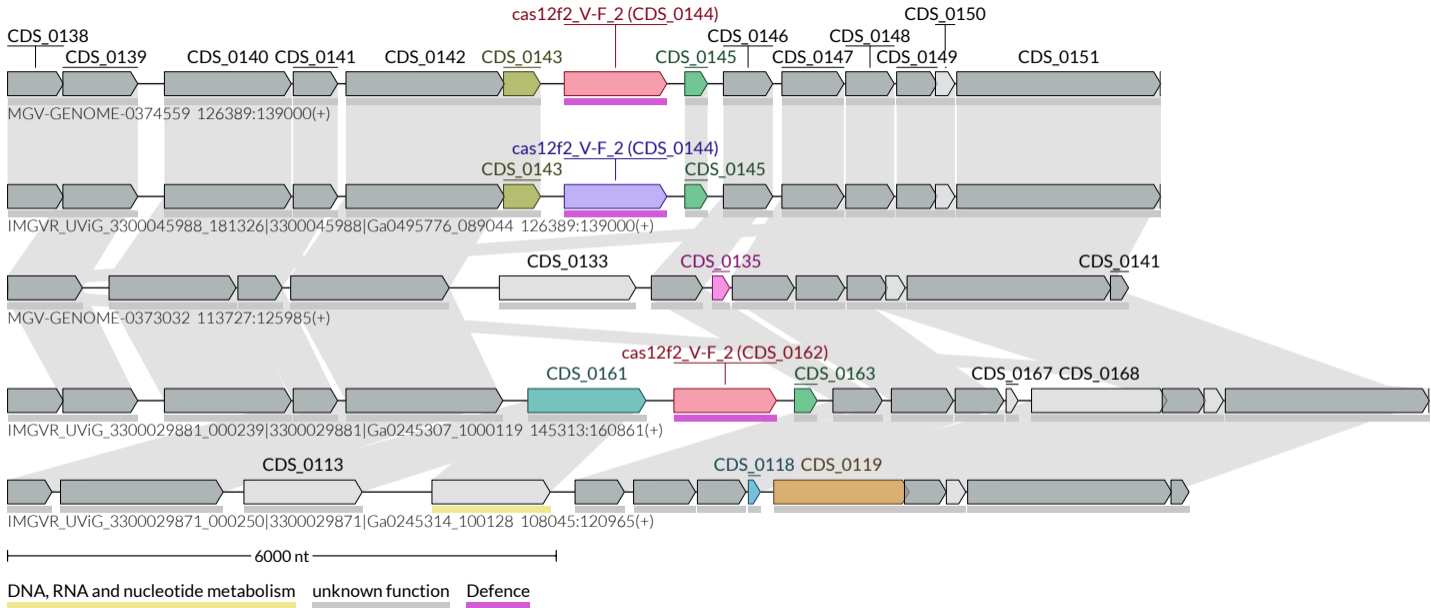 cas12f2_V-F_2 (CDS_0144) CDS_0150
CDS_0138 CDS_0146 CDS_0148
CDS_0139 CDS_0140 CDS_0141 CDS_0142 CDS_0143 CDS_0145 CDS_0147 CDS_0149 CDS_0151
MGV-GENOME-0374559 126389:139000(+)
cas12f2_V-F_2 (CDS_0144)
CDS_0143 CDS_0145
IMGVR_UViG_3300045988_181326|3300045988|Ga0495776_089044 126389:139000(+)
CDS_0133 CDS_0135 CDS_0141
MGV-GENOME-0373032 113727:125985(+)
cas12f2_V-F_2 (CDS_0162)
CDS_0161 CDS_0163 CDS_0167 CDS_0168
IMGVR_UViG_3300029881_000239|3300029881|Ga0245307_1000119 145313:160861(+)
CDS_0113 CDS_0118 CDS_0119
IMGVR_UViG_3300029871_000250|3300029871|Ga0245314_100128 108045:120965(+)
6000 nt
DNA, RNA and nucleotide metabolism unknown function Defence